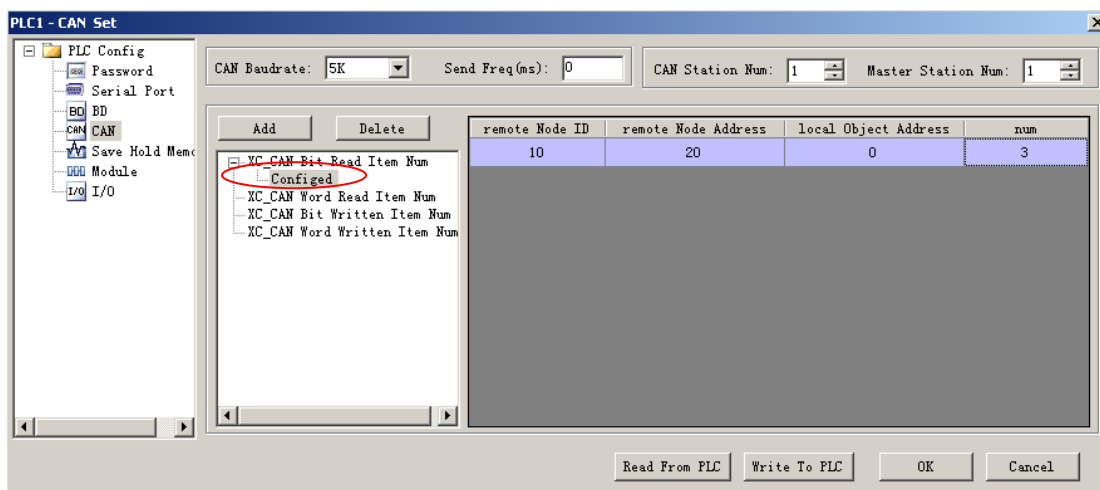 PLC1 - CAN Set
PLC Config
Password
Serial Port
BD BD
CAN CAN
Save Hold Memo
Module
I/O I/O
CAN Baudrate: 5K Send Freq(ms): 0 CAN Station Num: 1 Master Station Num: 1
Add Delete
XC_CAN Bit Read Item Num
Configed
XC_CAN Word Read Item Num
XC_CAN Bit Written Item Num
XC_CAN Word Written Item Num
remote Node ID remote Node Address local Object Address num
10 20 0 3
Read From PLC Write To PLC OK Cancel